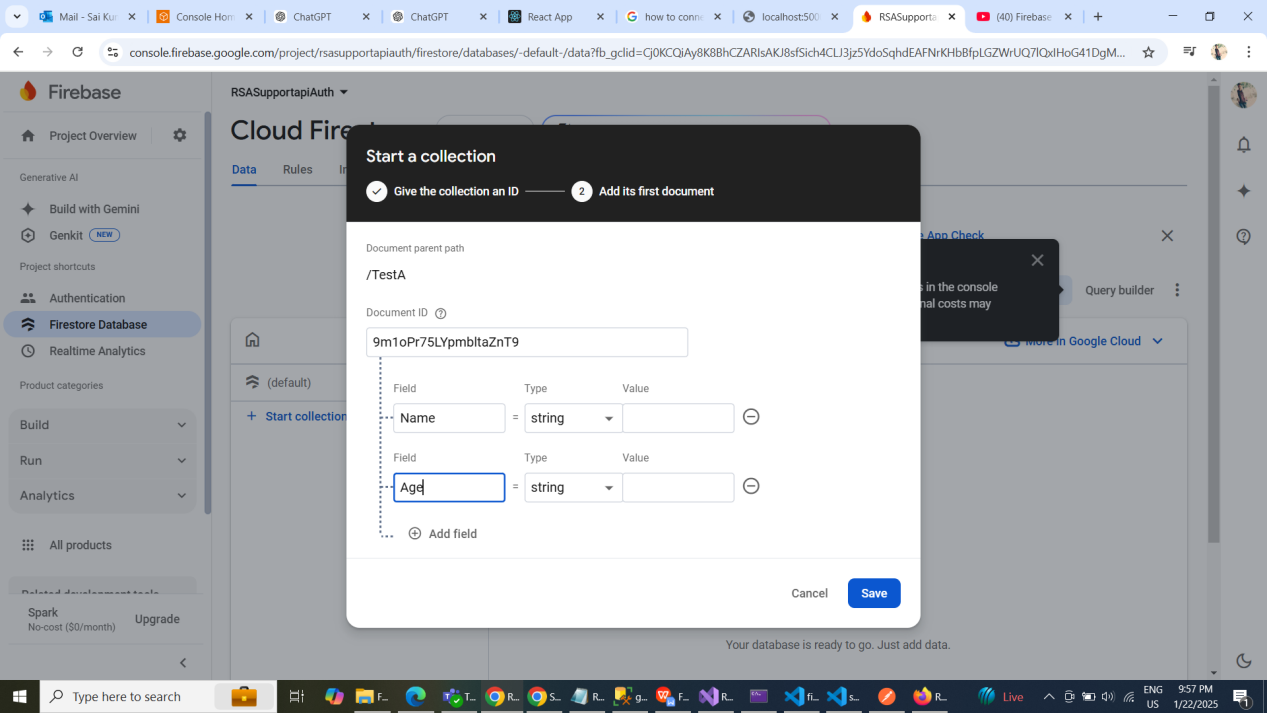 Mail - Sai Kur
Console Hom
ChatGPT
ChatGPT
React App
how to conne
localhost:500
RSASupporta
(40) Firebase
console.firebase.google.com/project/rsasupportapiauth/firestore/databases/-default-/data?fb_gclid=Cj0KCQiAy8K8BhCZARIsAKJ8sfSich4CLJ3jz5YdoSqhdEAFNrKHbBfpLGZWrUQ7lQxIHoG41DgM...
Firebase
RSASupportapiAuth
Project Overview
Cloud Fire
Start a collection
Data
Rules
Generative AI
Give the collection an ID
2
Add its first document
Build with Gemini
Genkit
NEW
App Check
Document parent path
Project shortcuts
/TestA
s in the console
Query builder
Authentication
nal costs may
Document ID
Firestore Database
9m1oPr75LYpmbltaZnT9
More in Google Cloud
Realtime Analytics
Product categories
(default)
Field
Type
Value
Start collection
Name
=
string
Build
Run
Field
Type
Value
Age
=
string
Analytics
Add field
All products
Related development tools
Cancel
Save
Spark
No-cost ($0/month)
Upgrade
Your database is ready to go. Just add data.
Type here to search
R...
S...
Live
ENG
US
9:57 PM
1/22/2025
1